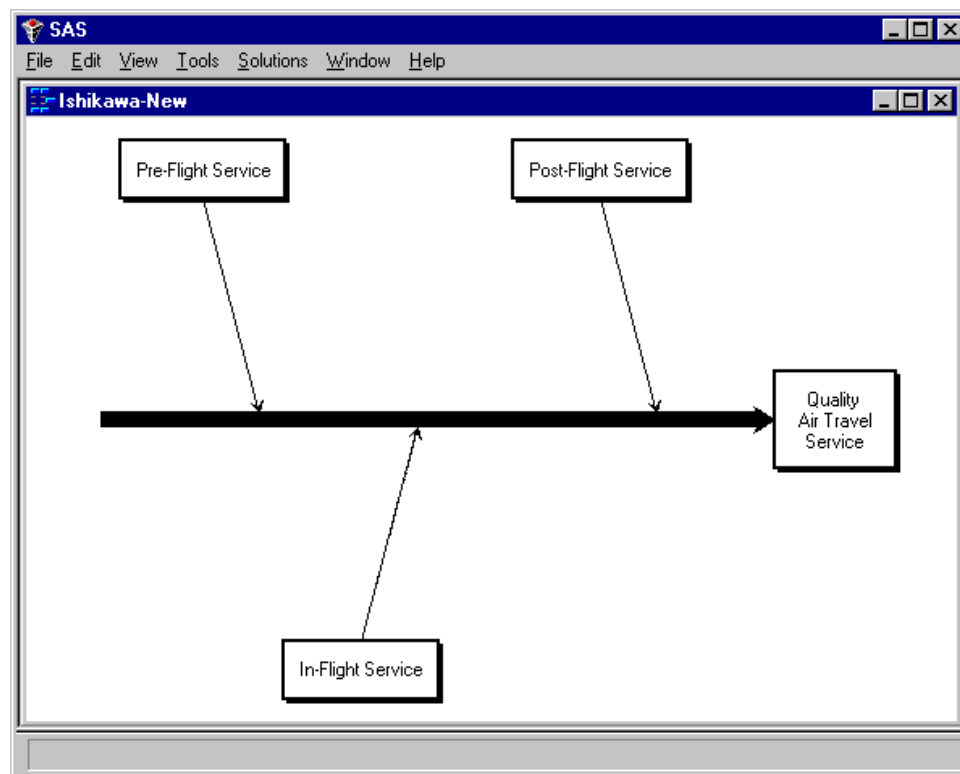 SAS
File Edit View Tools Solutions Window Help
Ishikawa-New
Pre-Flight Service
Post-Flight Service
Quality
Air Travel
Service
In-Flight Service